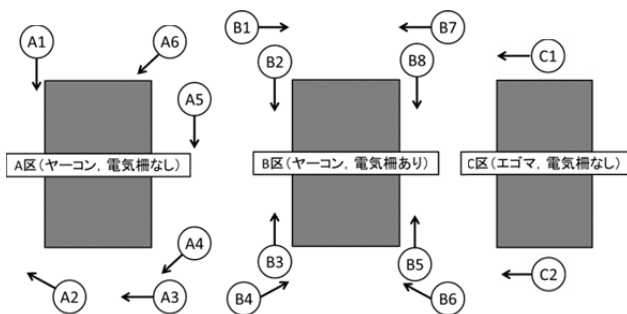 A1
A6
A5
A区(ヤーコン, 電気柵なし)
A4
A2
A3
B1
B7
B2
B8
B区(ヤーコン, 電気柵あり)
B3
B5
B4
B6
C1
C区(エゴマ, 電気柵なし)
C2